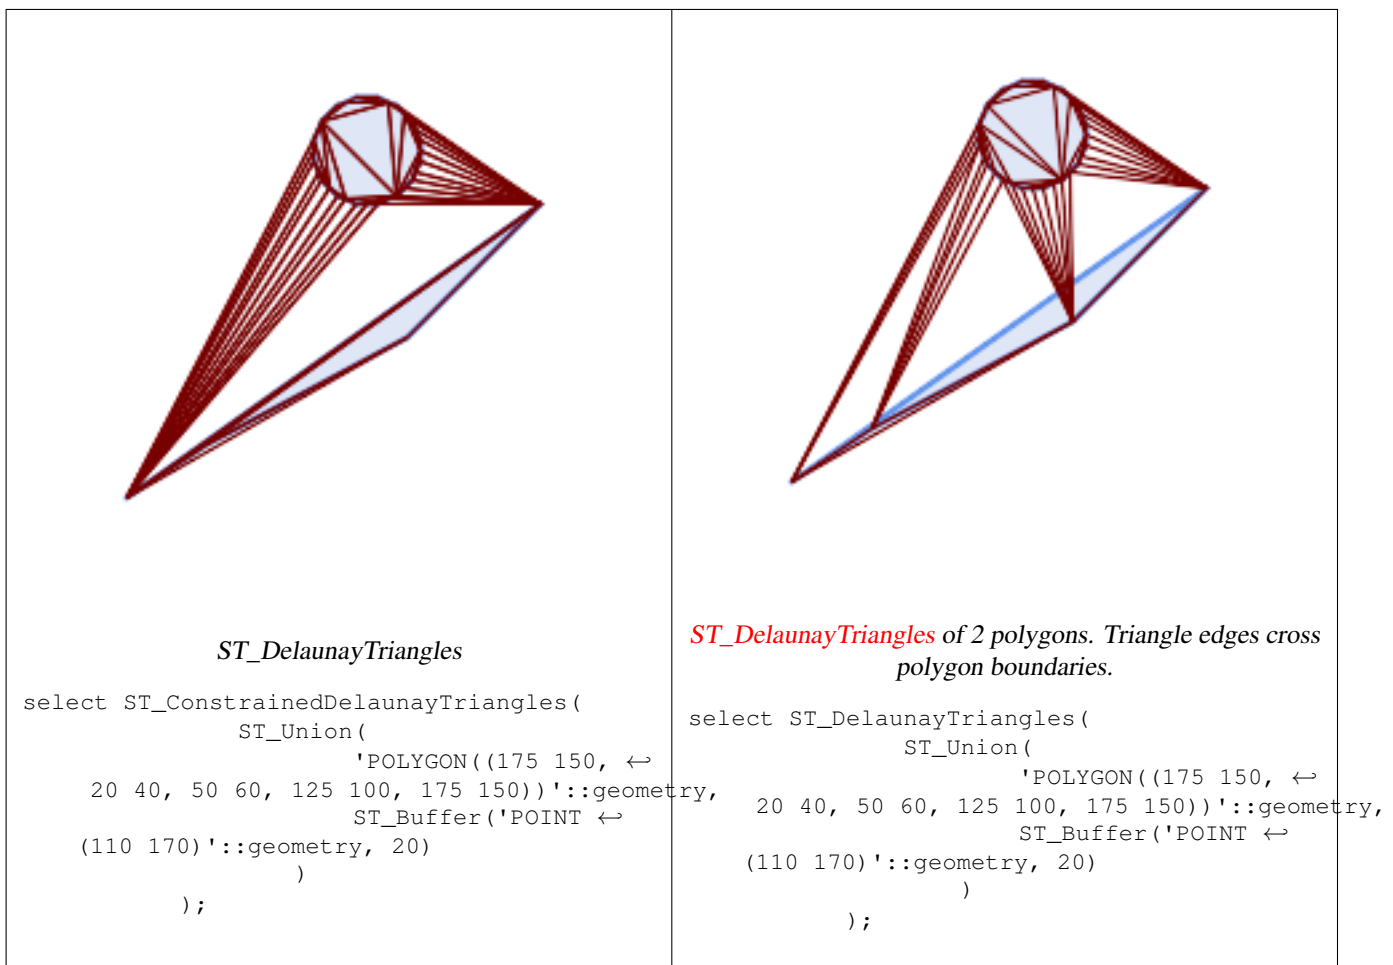 ST_DelaunayTriangles
select ST_ConstrainedDelaunayTriangles(
ST_Union(
'POLYGON((175 150, ↩
20 40, 50 60, 125 100, 175 150))'::geometry,
ST_Buffer('POINT ↩
(110 170)'::geometry, 20)
)
);
ST_DelaunayTriangles of 2 polygons. Triangle edges cross
polygon boundaries.
select ST_DelaunayTriangles(
ST_Union(
'POLYGON((175 150, ↩
20 40, 50 60, 125 100, 175 150))'::geometry,
ST_Buffer('POINT ↩
(110 170)'::geometry, 20)
)
);